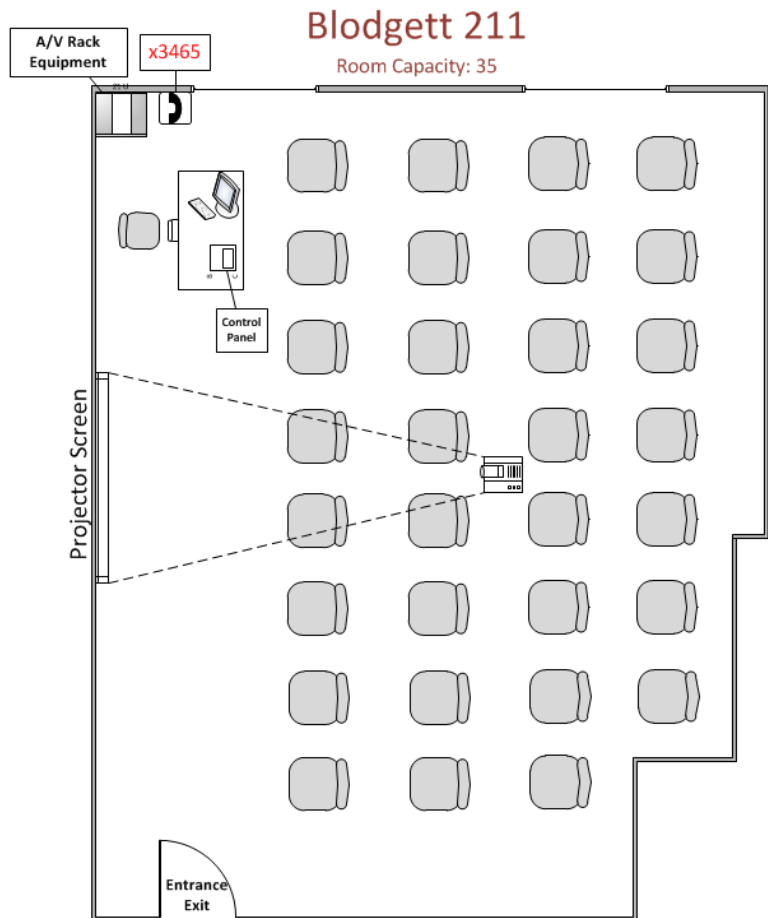 Blodgett 211
Room Capacity: 35
A/V Rack
Equipment
x3465
Control
Panel
B
C
Projector Screen
Entrance
Exit